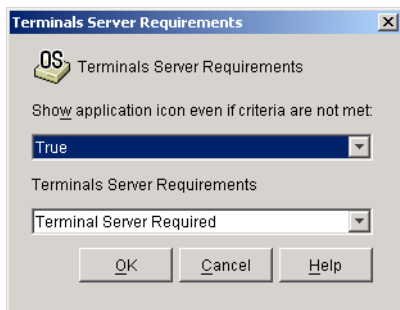 Terminals Server Requirements
OS Terminals Server Requirements
Show application icon even if criteria are not met:
True
Terminals Server Requirements
Terminal Server Required
OK Cancel Help